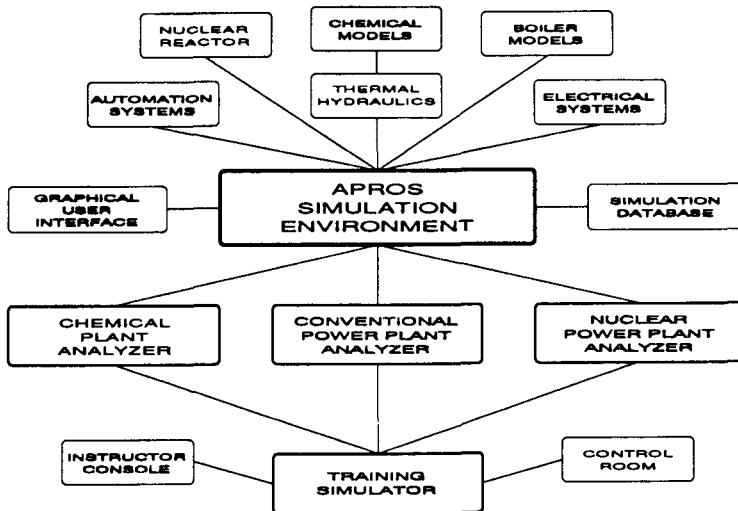 NUCLEAR
REACTOR
CHEMICAL
MODELS
BOILER
MODELS
AUTOMATION
SYSTEMS
THERMAL
HYDRAULICS
ELECTRICAL
SYSTEMS
GRAPHICAL
USER
INTERFACE
APROS
SIMULATION
ENVIRONMENT
SIMULATION
DATABASE
CHEMICAL
PLANT
ANALYZER
CONVENTIONAL
POWER PLANT
ANALYZER
NUCLEAR
POWER PLANT
ANALYZER
INSTRUCTOR
CONSOLE
TRAINING
SIMULATOR
CONTROL
ROOM